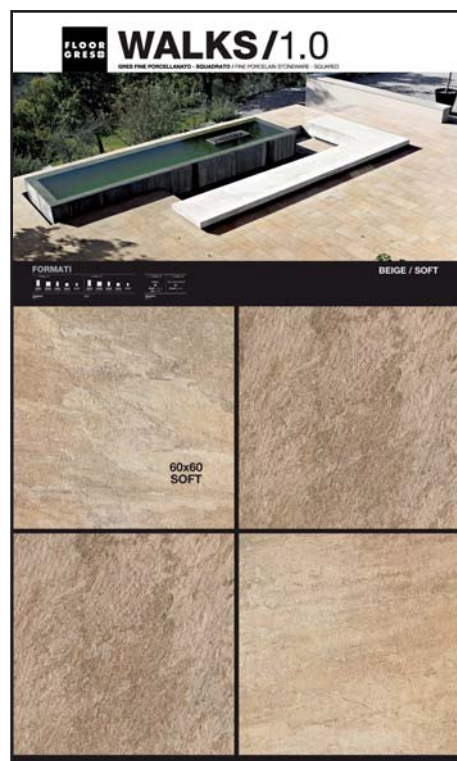 FLOOR
GRES
WALKS/1.0
GRES FINE PORCELLANATO - SQUADRATO / FINE PORCELAIN STONEWARE - SQUARED
FORMATI
BEIGE / SOFT
60x60
SOFT